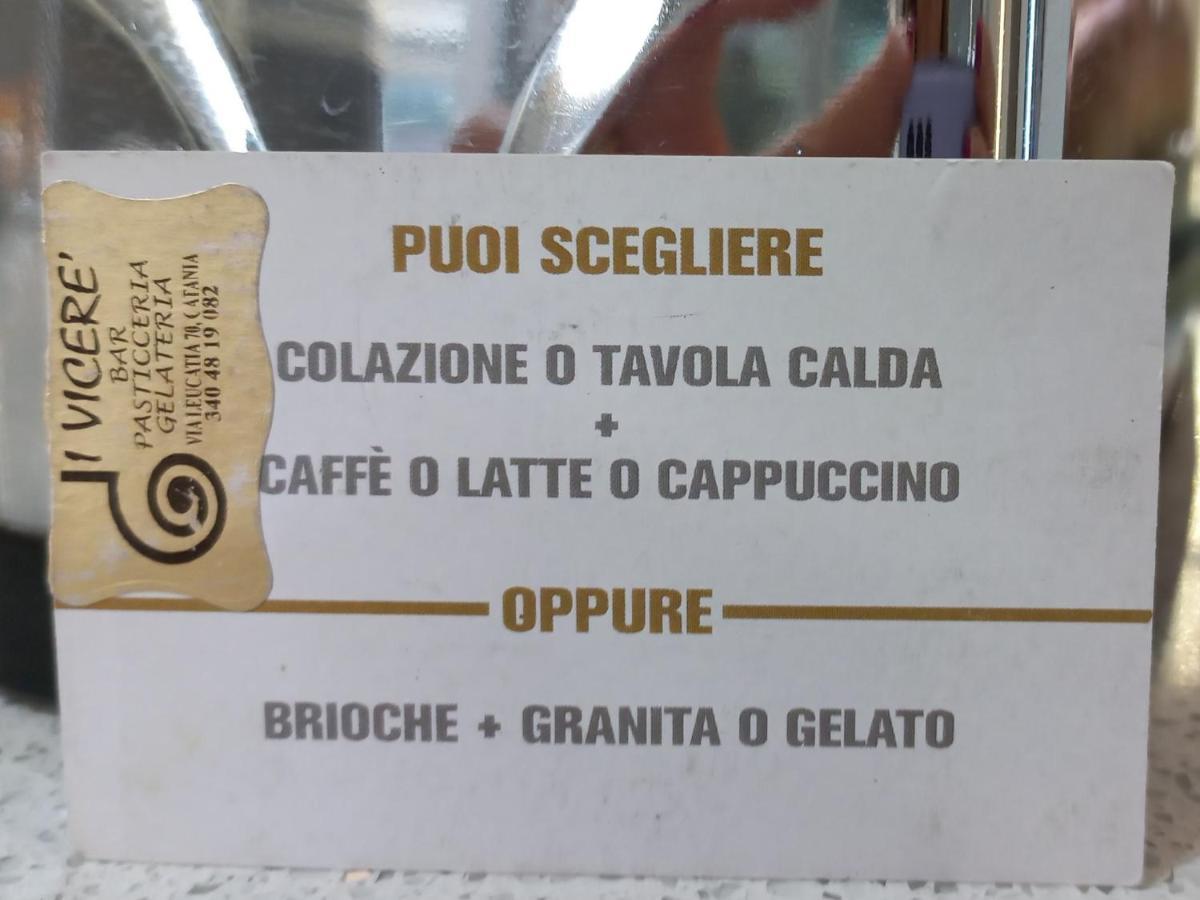 PUOI SCEGLIERE
COLAZIONE O TAVOLA CALDA
+
CAFFÈ O LATTE O CAPPUCCINO
OPPURE
BRIOCHE + GRANITA O GELATO
I VICERE'
BAR
PASTICCERIA
GELATERIA
VIA LEUCATIA 70, CATANIA
340 48 19 082